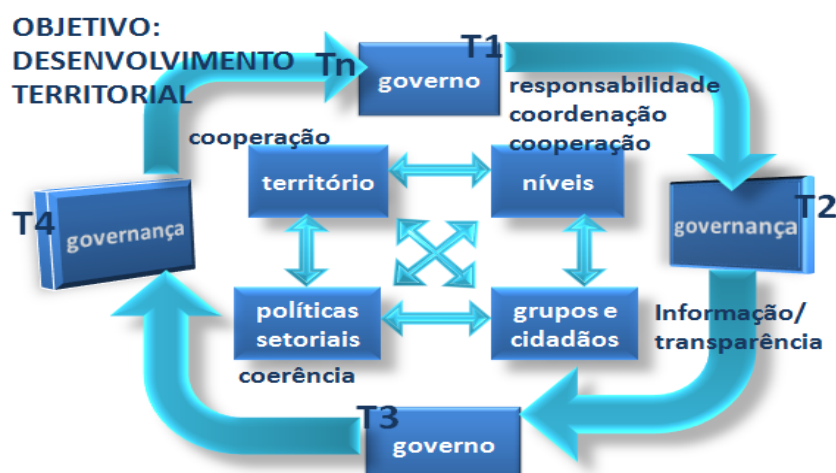 OBJETIVO:
DESENVOLVIMENTO
TERRITORIAL
Tn
T1
governo
responsabilidade
coordenação
cooperação
cooperação
território
níveis
T4
governança
T2
governança
políticas
setoriais
grupos e
cidadãos
Informação/
transparência
coerência
T3
governo